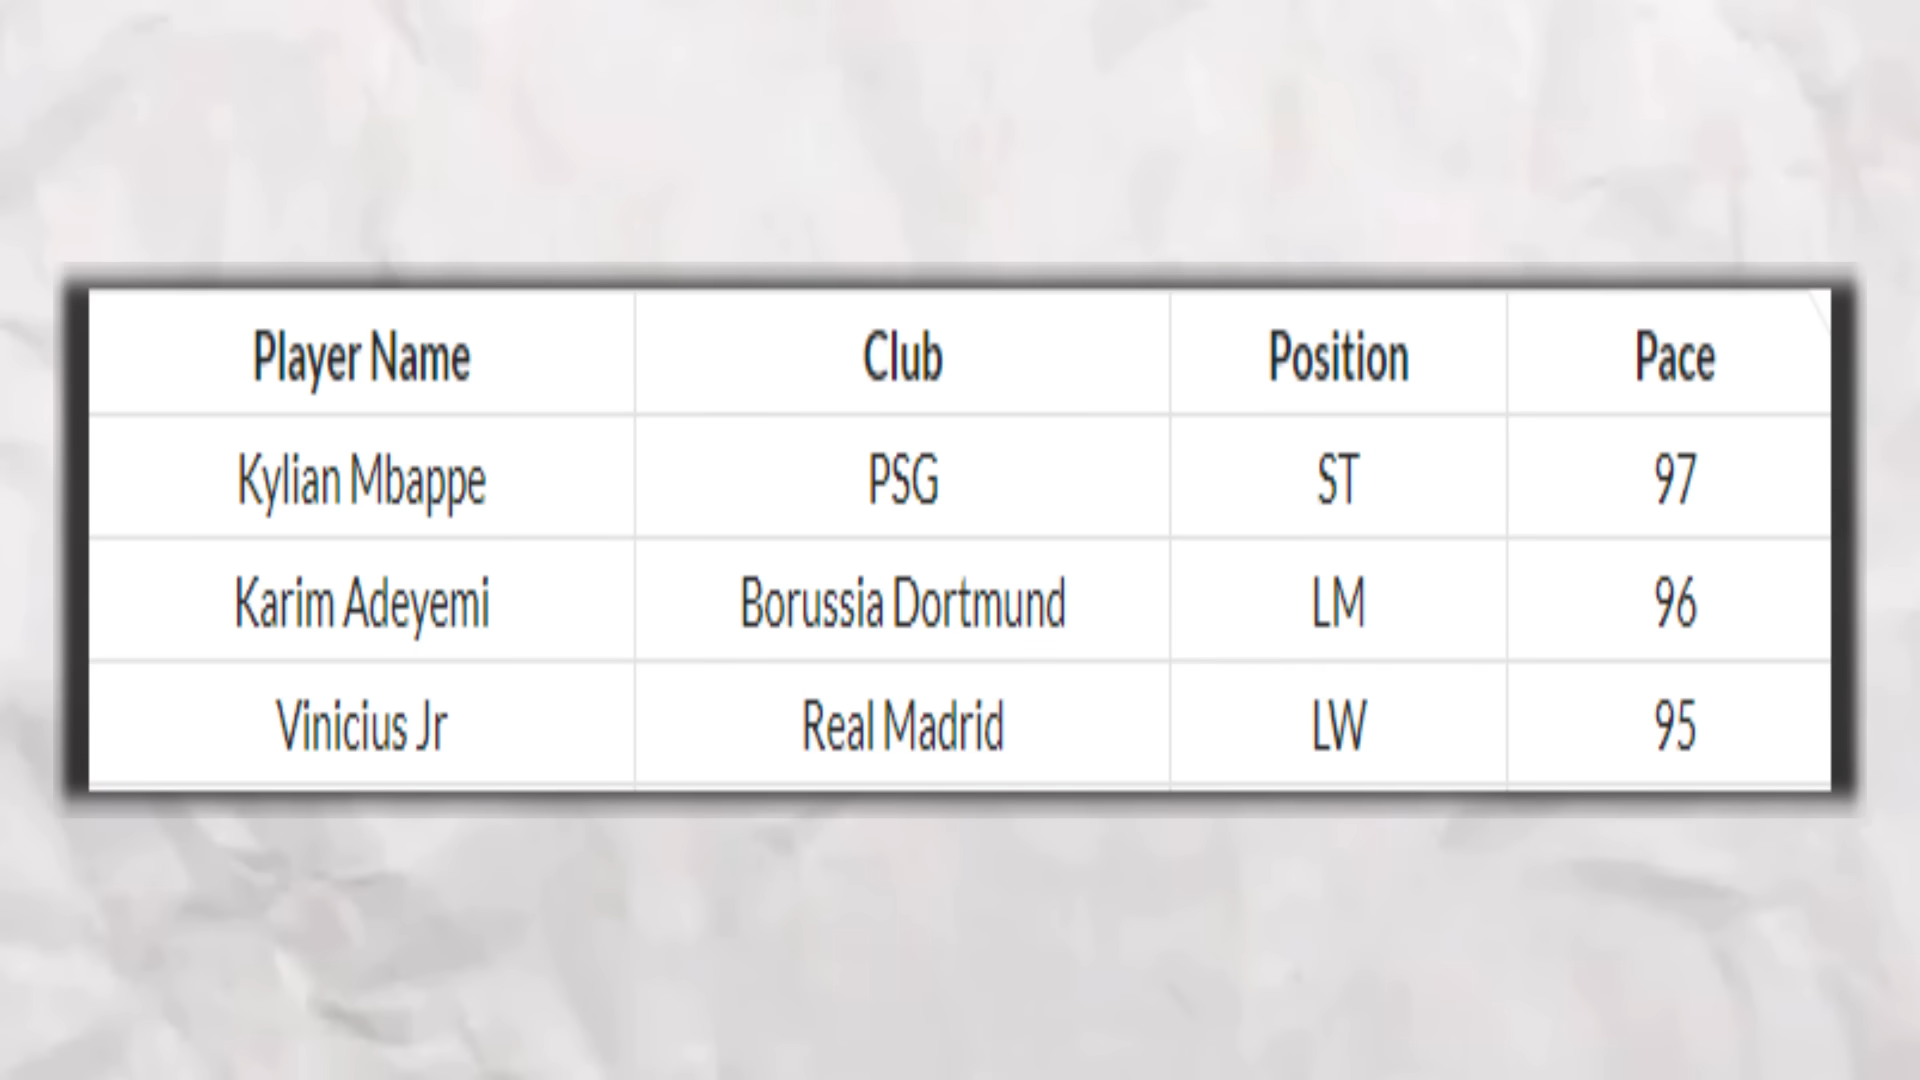 Player Name Club Position Pace
Kylian Mbappe PSG ST 97
Karim Adeyemi Borussia Dortmund LM 96
Vinicius Jr Real Madrid LW 95